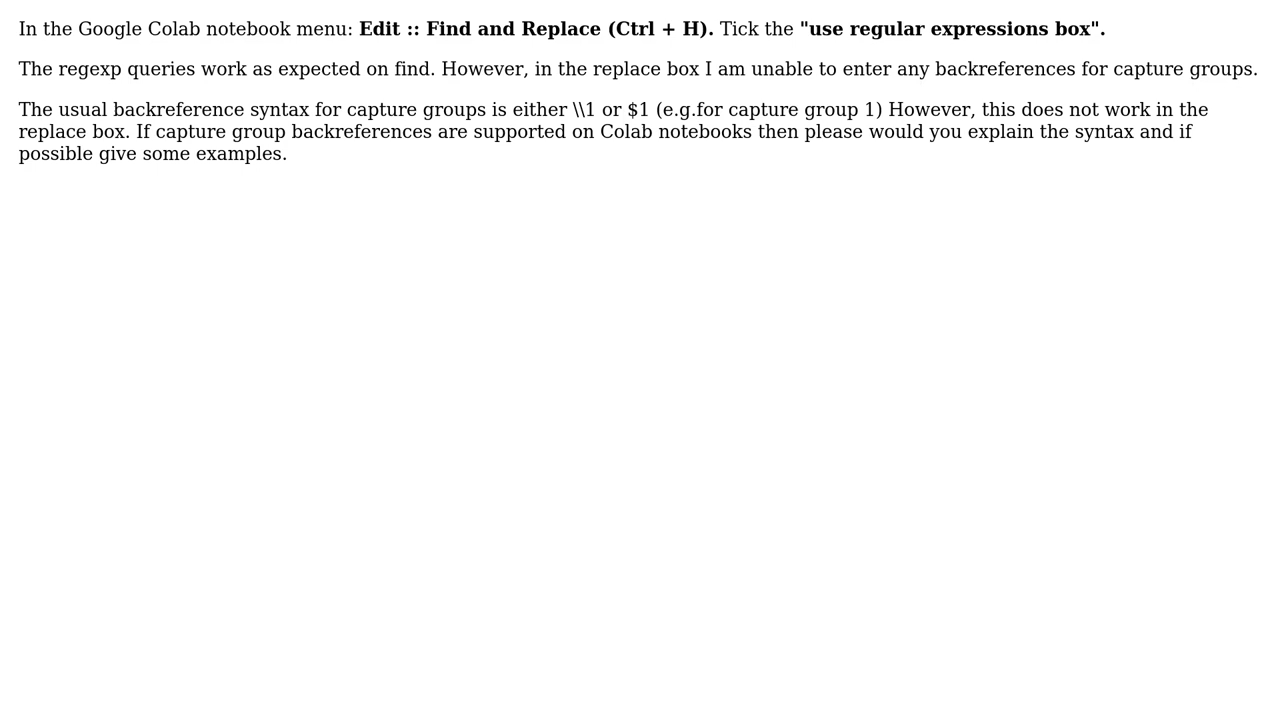 In the Google Colab notebook menu: Edit :: Find and Replace (Ctrl + H). Tick the "use regular expressions box".
The regexp queries work as expected on find. However, in the replace box I am unable to enter any backreferences for capture groups.
The usual backreference syntax for capture groups is either \\1 or $1 (e.g.for capture group 1) However, this does not work in the
replace box. If capture group backreferences are supported on Colab notebooks then please would you explain the syntax and if
possible give some examples.